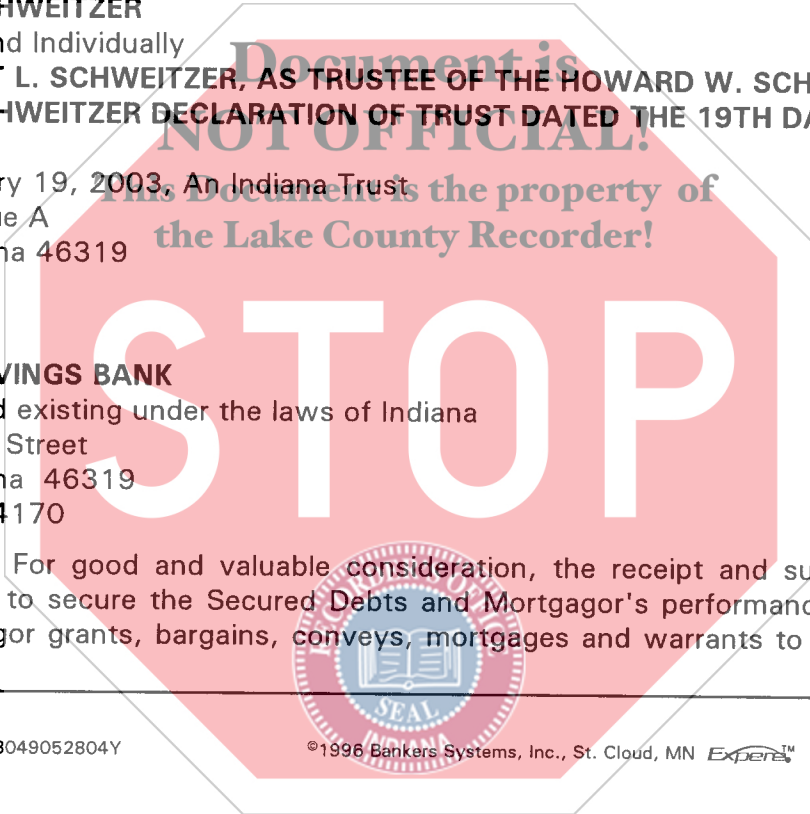 HWEITZER
nd Individually
L. SCHWEITZER, AS TRUSTEE OF THE HOWARD W. SCH
HWEITZER DECLARATION OF TRUST DATED THE 19TH DA
Document is
NOT OFFICIAL!
This Document is the property of
the Lake County Recorder!
ry 19, 2003, An Indiana Trust
ue A
na 46319
STOP
VINGS BANK
d existing under the laws of Indiana
Street
na 46319
4170
For good and valuable consideration, the receipt and su
to secure the Secured Debts and Mortgagor's performanc
gor grants, bargains, conveys, mortgages and warrants to
SEAL
INDIANA
3049052804Y
©1996 Bankers Systems, Inc., St. Cloud, MN Expere™